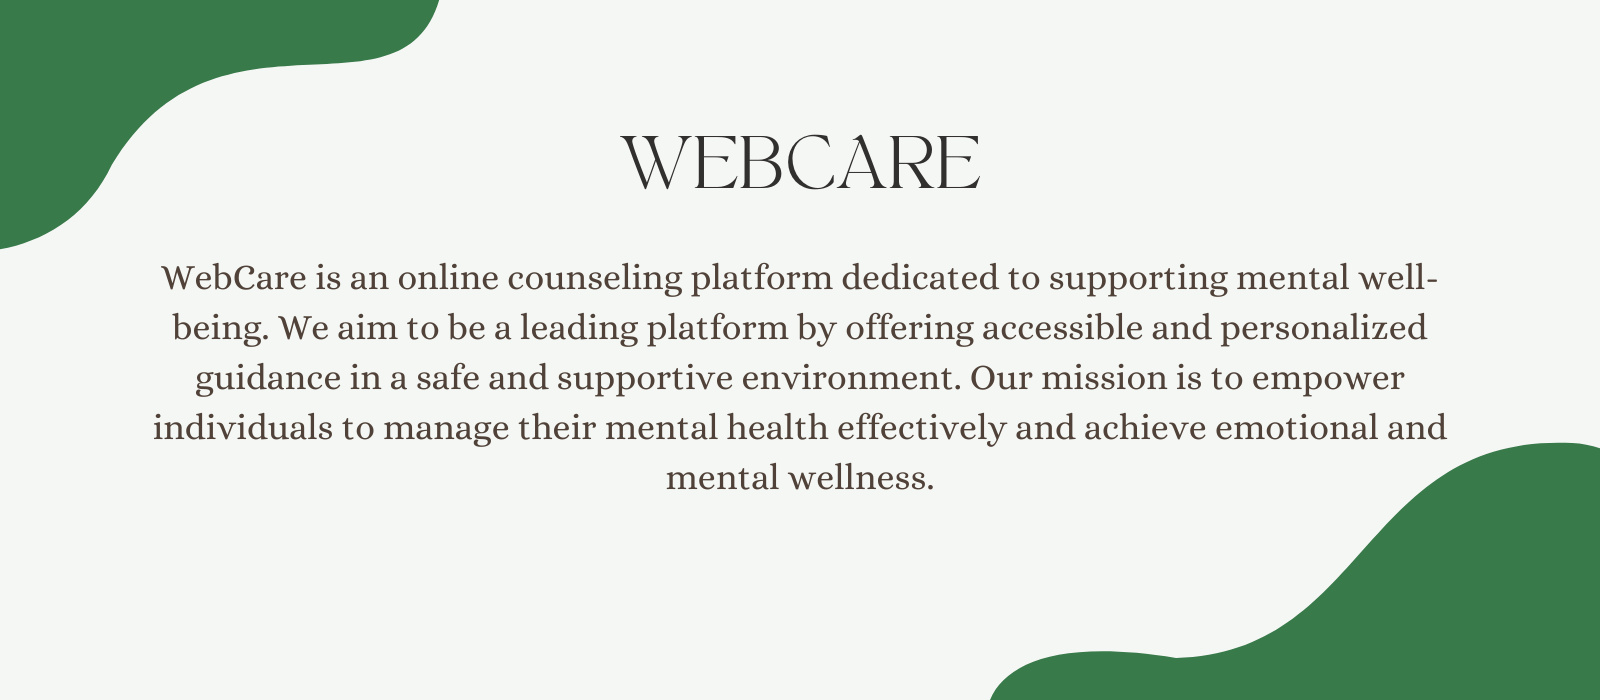 WEBCARE
WebCare is an online counseling platform dedicated to supporting mental well-
being. We aim to be a leading platform by offering accessible and personalized
guidance in a safe and supportive environment. Our mission is to empower
individuals to manage their mental health effectively and achieve emotional and
mental wellness.